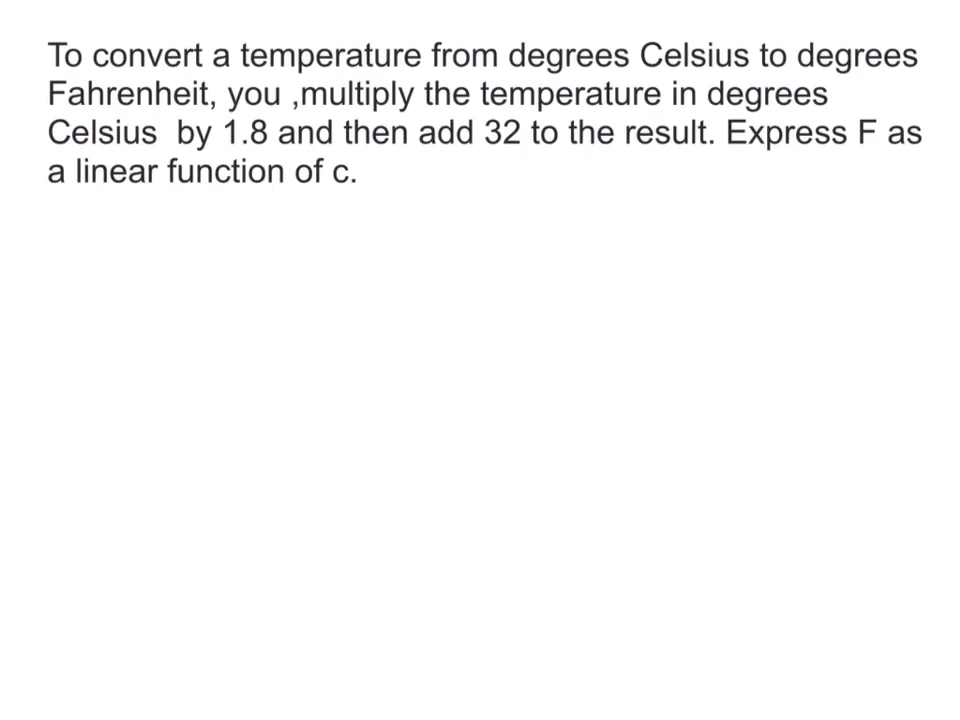 To convert a temperature from degrees Celsius to degrees
Fahrenheit, you ,multiply the temperature in degrees
Celsius  by 1.8 and then add 32 to the result. Express F as
a linear function of c.